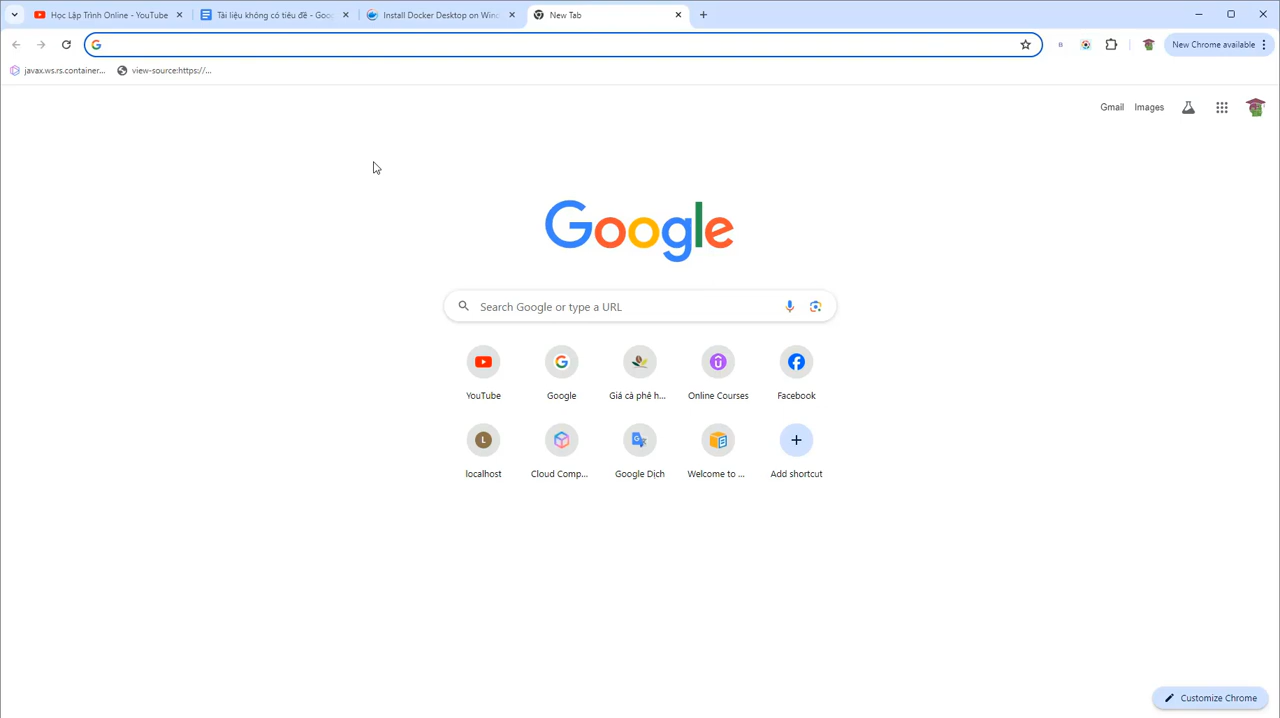 Học Lập Trình Online - YouTube
Tài liệu không có tiêu đề - Goo
Install Docker Desktop on Wind
New Tab
New Chrome available
javax.ws.rs.container...
view-source:https://...
Gmail
Images
Google
Search Google or type a URL
YouTube
Google
Giá cà phê h...
Online Courses
Facebook
L
localhost
Cloud Comp...
Google Dịch
Welcome to ...
Add shortcut
Customize Chrome